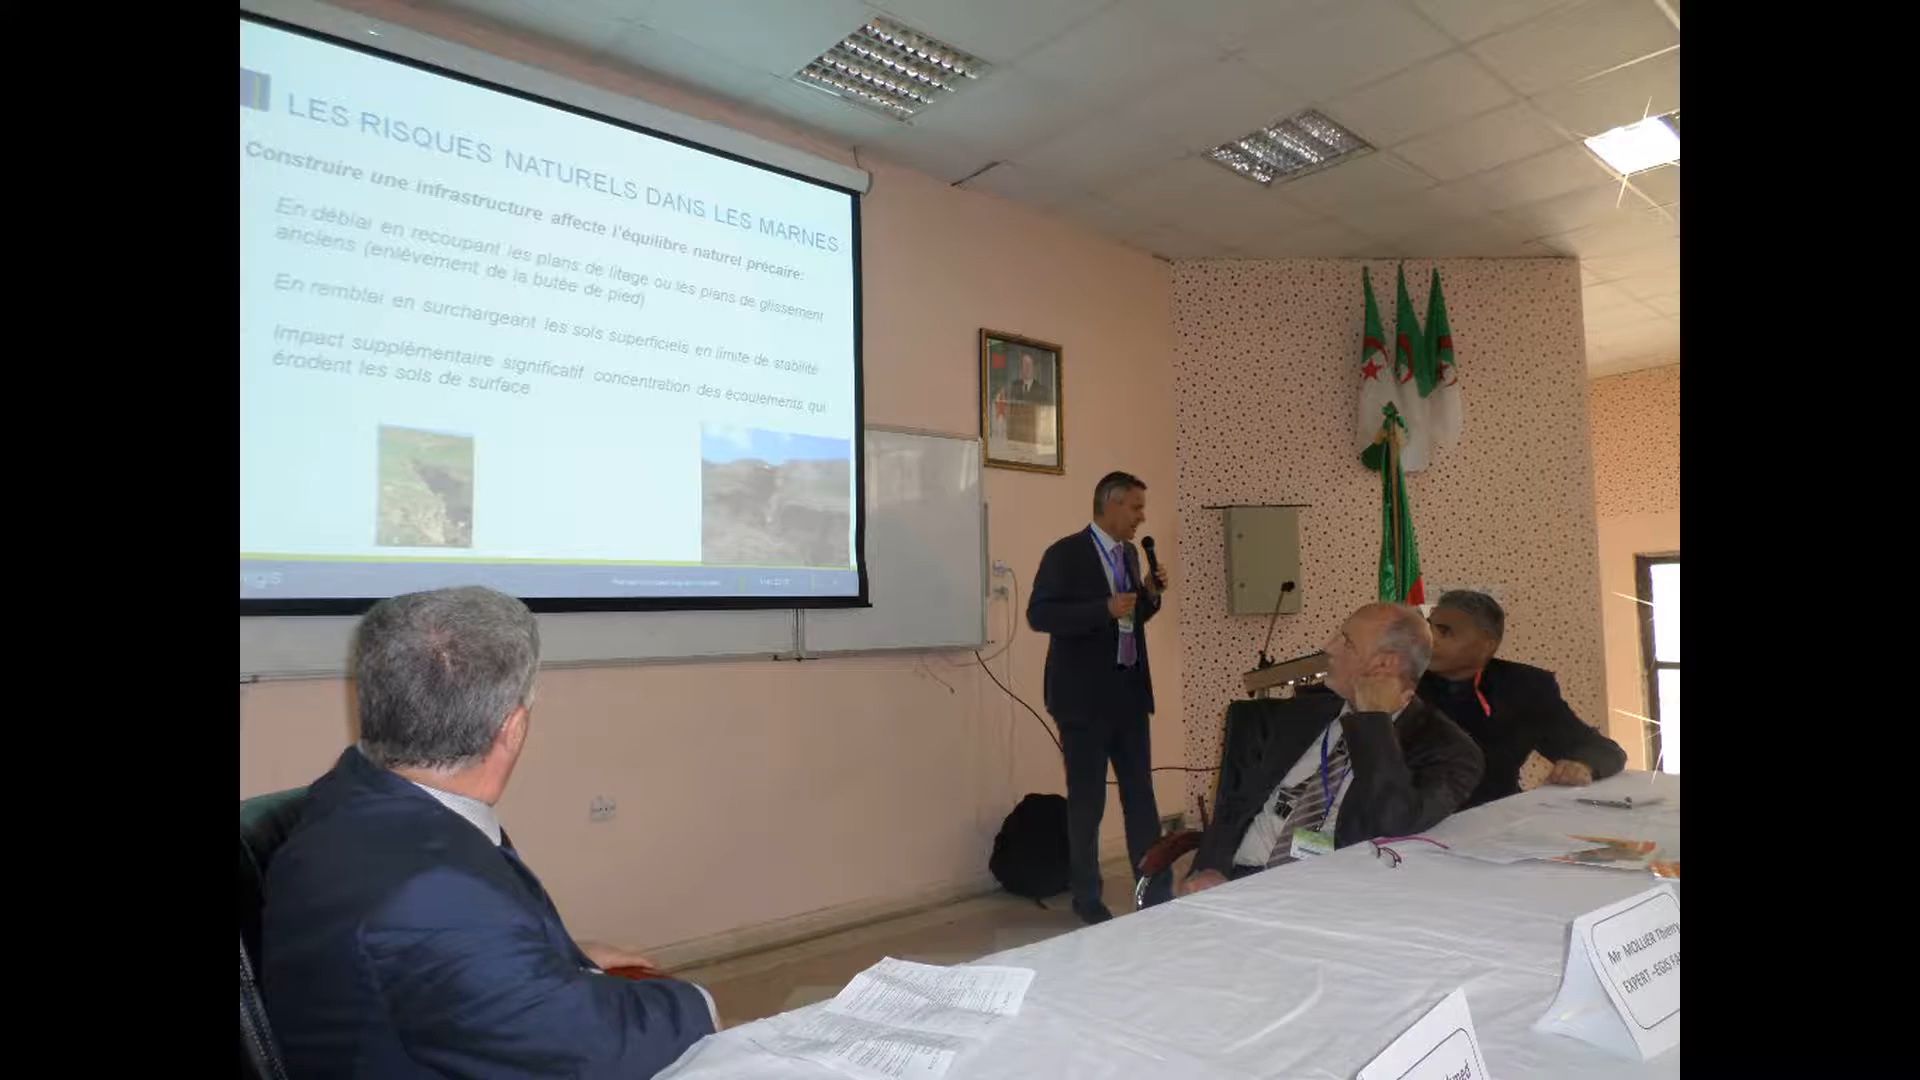 LES RISQUES NATURELS DANS LES MARNES
Construire une infrastructure affecte l'équilibre naturel précaire:
En déblai en recoupant les plans de litage ou les plans de glissement
anciens (enlèvement de la butée de pied)
En remblai en surchargeant les sols superficiels en limite de stabilité
Impact supplémentaire significatif concentration des écoulements qui
érodent les sols de surface
Mr MOLLIER Thierry
EXPERT -EGIS